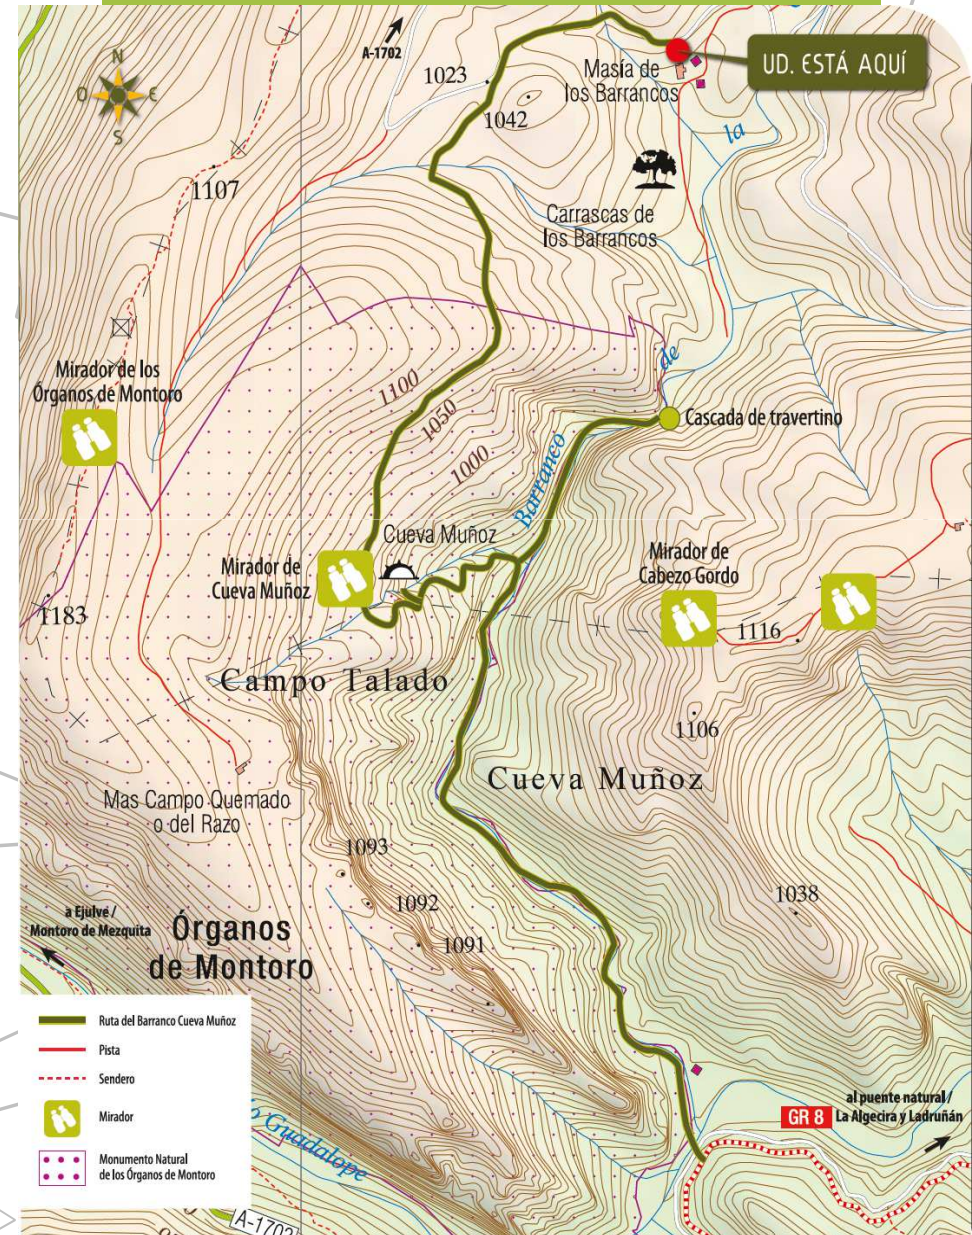 N
O
E
S
A-1702
1023
1042
Masía de
los Barrancos
UD. ESTÁ AQUÍ
la
1107
Carrascas de
los Barrancos
de
Mirador de los
Órganos de Montoro
1100
1050
1000
Cascada de travertino
Barranco
Cueva Muñoz
Mirador de
Cueva Muñoz
Mirador de
Cabezo Gordo
1183
1116
Campo Talado
1106
Cueva Muñoz
Mas Campo Quemado
o del Razo
1093
1092
1038
1091
a Ejulve /
Montoro de Mezquita
Órganos
de Montoro
Ruta del Barranco Cueva Muñoz
Pista
Sendero
Mirador
Monumento Natural
de los Órganos de Montoro
Guadalope
A-1702
GR 8
al puente natural /
La Algecira y Ladruñán